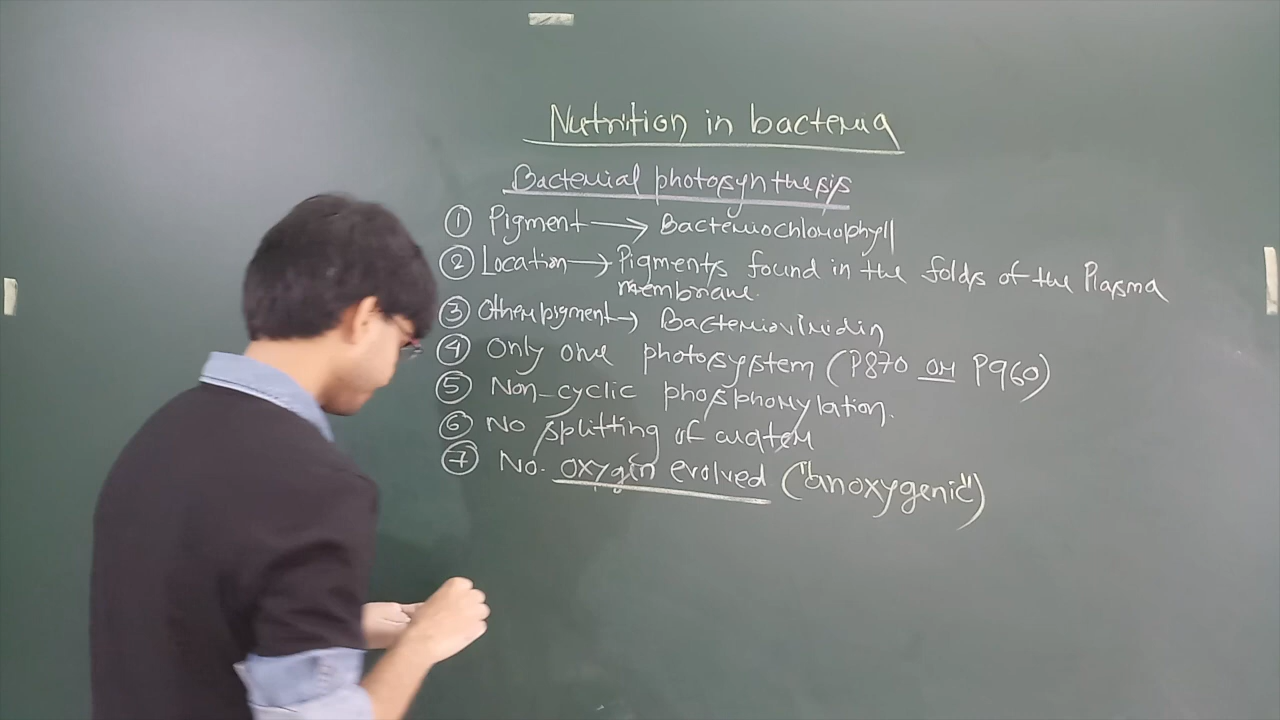 Nutrition in bacteria
Bacterial photosynthesis
① Pigment → Bacteriochlorophyll
② Location → Pigments found in the folds of the Plasma
membrane.
③ Other pigment → Bacterioviridin
④ Only one photosystem (P870 or P960)
⑤ Non-cyclic phosphorylation.
⑥ No splitting of water
⑦ No. oxygen evolved ("anoxygenic")